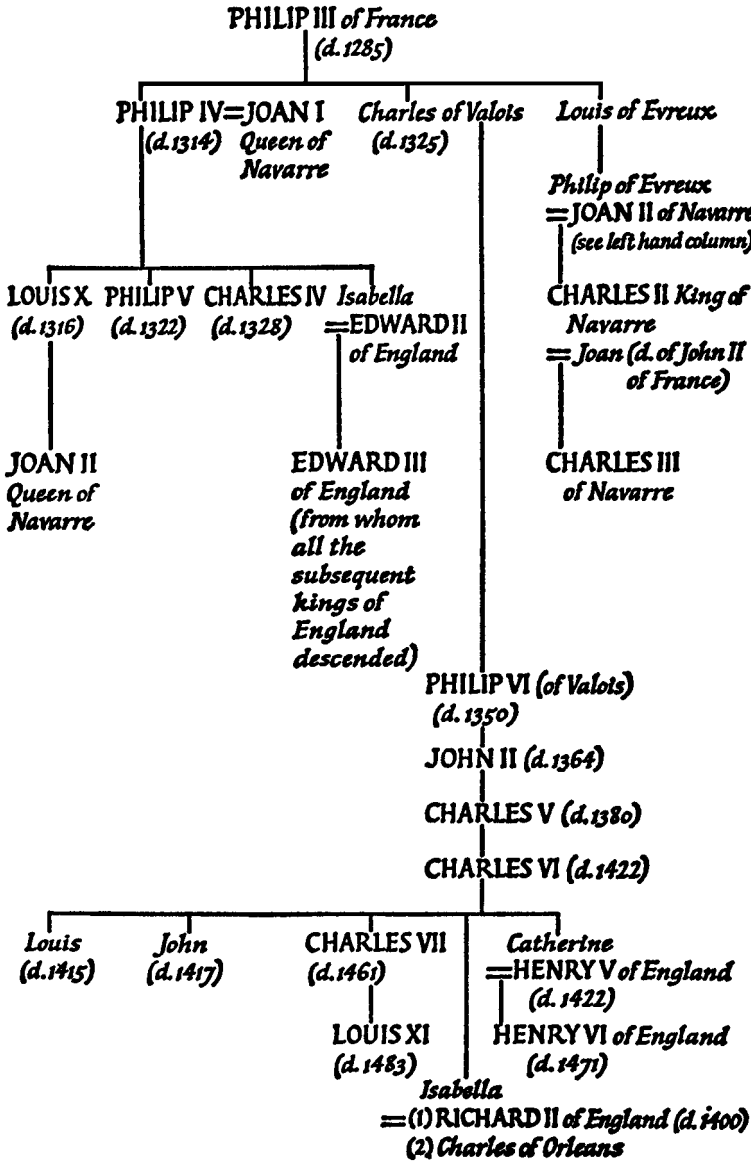 PHILIP III of France
(d. 1285)
PHILIP IV=JOAN I
(d. 1314) Queen of
Navarre
Charles of Valois
(d. 1325)
Louis of Evreux
Philip of Evreux
=JOAN II of Navarre
(see left hand column)
LOUIS X
(d. 1316)
PHILIP V
(d. 1322)
CHARLES IV
(d. 1328)
Isabella
=EDWARD II
of England
CHARLES II King of
Navarre
= Joan (d. of John II
of France)
JOAN II
Queen of
Navarre
EDWARD III
of England
(from whom
all the
subsequent
kings of
England
descended)
CHARLES III
of Navarre
PHILIP VI (of Valois)
(d. 1350)
JOHN II (d. 1364)
CHARLES V (d. 1380)
CHARLES VI (d. 1422)
Louis
(d. 1415)
John
(d. 1417)
CHARLES VII
(d. 1461)
Catherine
=HENRY V of England
(d. 1422)
LOUIS XI
(d. 1483)
HENRY VI of England
(d. 1471)
Isabella
=(1) RICHARD II of England (d. 1400)
(2) Charles of Orleans